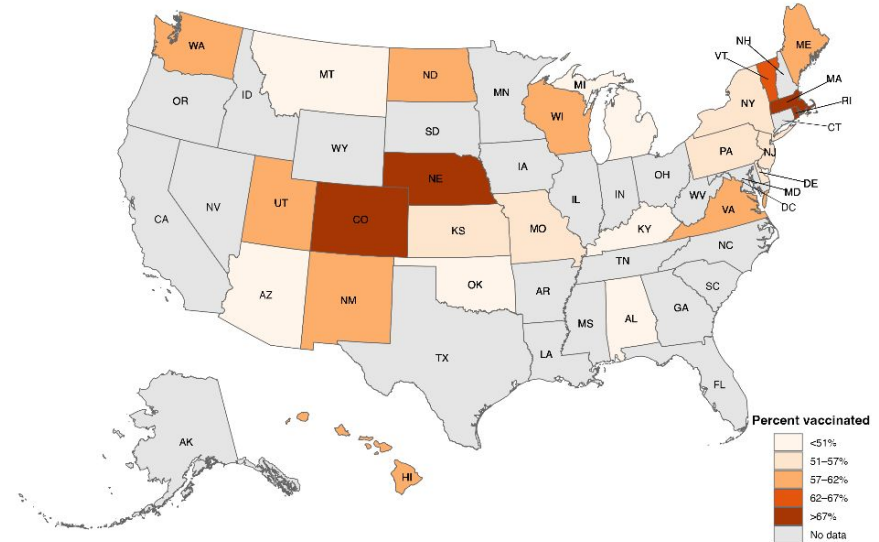 WA
MT
ND
MN
ME
NH
VT
MA
RI
CT
OR
ID
SD
WI
MI
NY
WY
IA
PA
NJ
NE
OH
DE
MD
DC
NV
UT
CO
IL
IN
WV
VA
CA
KS
MO
KY
NC
TN
AZ
NM
OK
AR
SC
MS
AL
GA
TX
LA
FL
AK
HI
Percent vaccinated
<51%
51–57%
57–62%
62–67%
>67%
No data